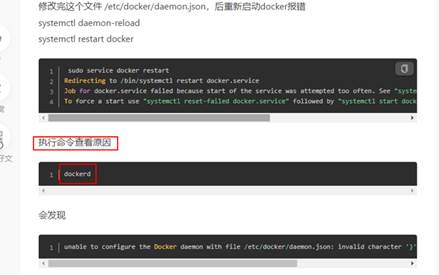 修改完这个文件 /etc/docker/daemon.json，后重新启动docker报错
systemctl daemon-reload
systemctl restart docker
1 sudo service docker restart
2 Redirecting to /bin/systemctl restart docker.service
3 Job for docker.service failed because start of the service was attempted too often. See "syste
4 To force a start use "systemctl reset-failed docker.service" followed by "systemctl start dock
执行命令查看原因
1 dockerd
会发现
1 unable to configure the Docker daemon with file /etc/docker/daemon.json: invalid character '}'